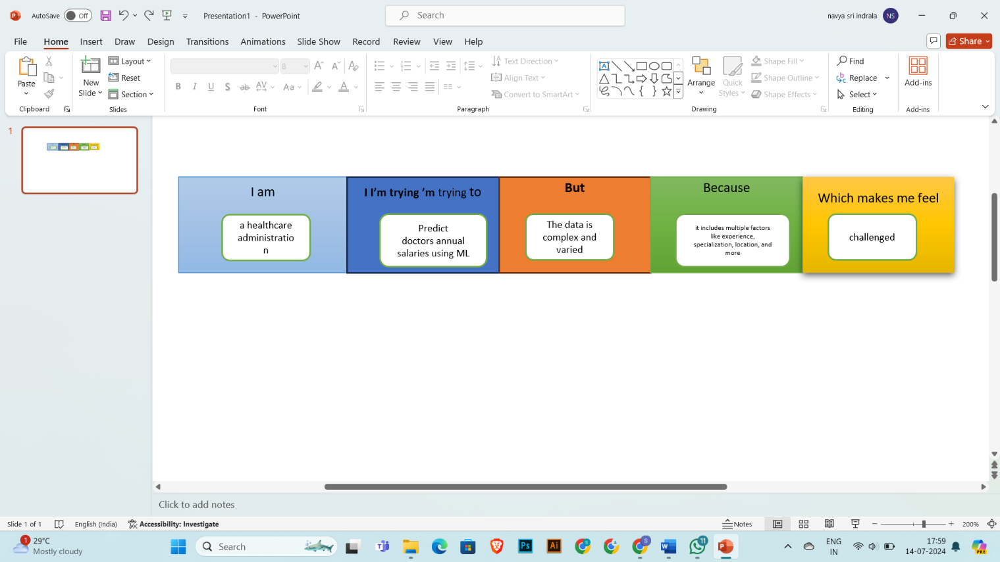 AutoSave Off Presentation1 - PowerPoint Search navya sri indrala NS
File Home Insert Draw Design Transitions Animations Slide Show Record Review View Help Share
Paste New Slide Layout Reset Section 8 B I U S ab AV Aa A Text Direction Align Text Convert to SmartArt Arrange Quick Styles Shape Fill Shape Outline Shape Effects Find Replace Select Add-ins
Clipboard Slides Font Paragraph Drawing Editing Add-ins
1
I am
a healthcare
administratio
n
I I’m trying ’m trying to
Predict
doctors annual
salaries using ML
But
The data is
complex and
varied
Because
it includes multiple factors
like experience,
specialization, location, and
more
Which makes me feel
challenged
Click to add notes
Slide 1 of 1 English (India) Accessibility: Investigate Notes 200%
1 29°C
Mostly cloudy
Search
Ps Ai S 11
ENG
IN
17:59
14-07-2024
PRE